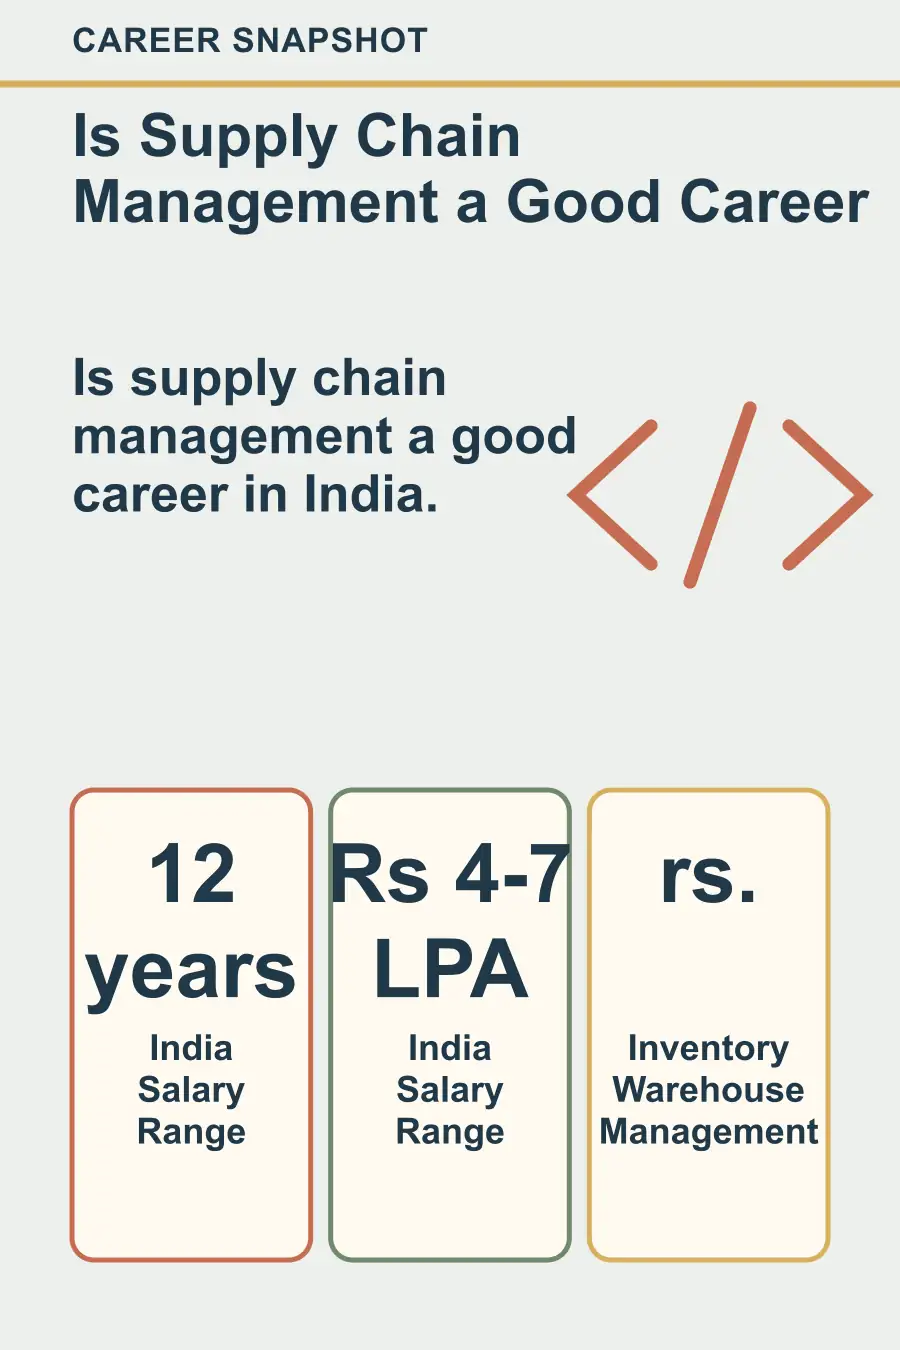 CAREER SNAPSHOT
Is Supply Chain
Management a Good Career
Is supply chain
management a good
career in India.
</>
12
years
India
Salary
Range
Rs 4-7
LPA
India
Salary
Range
rs.
Inventory
Warehouse
Management